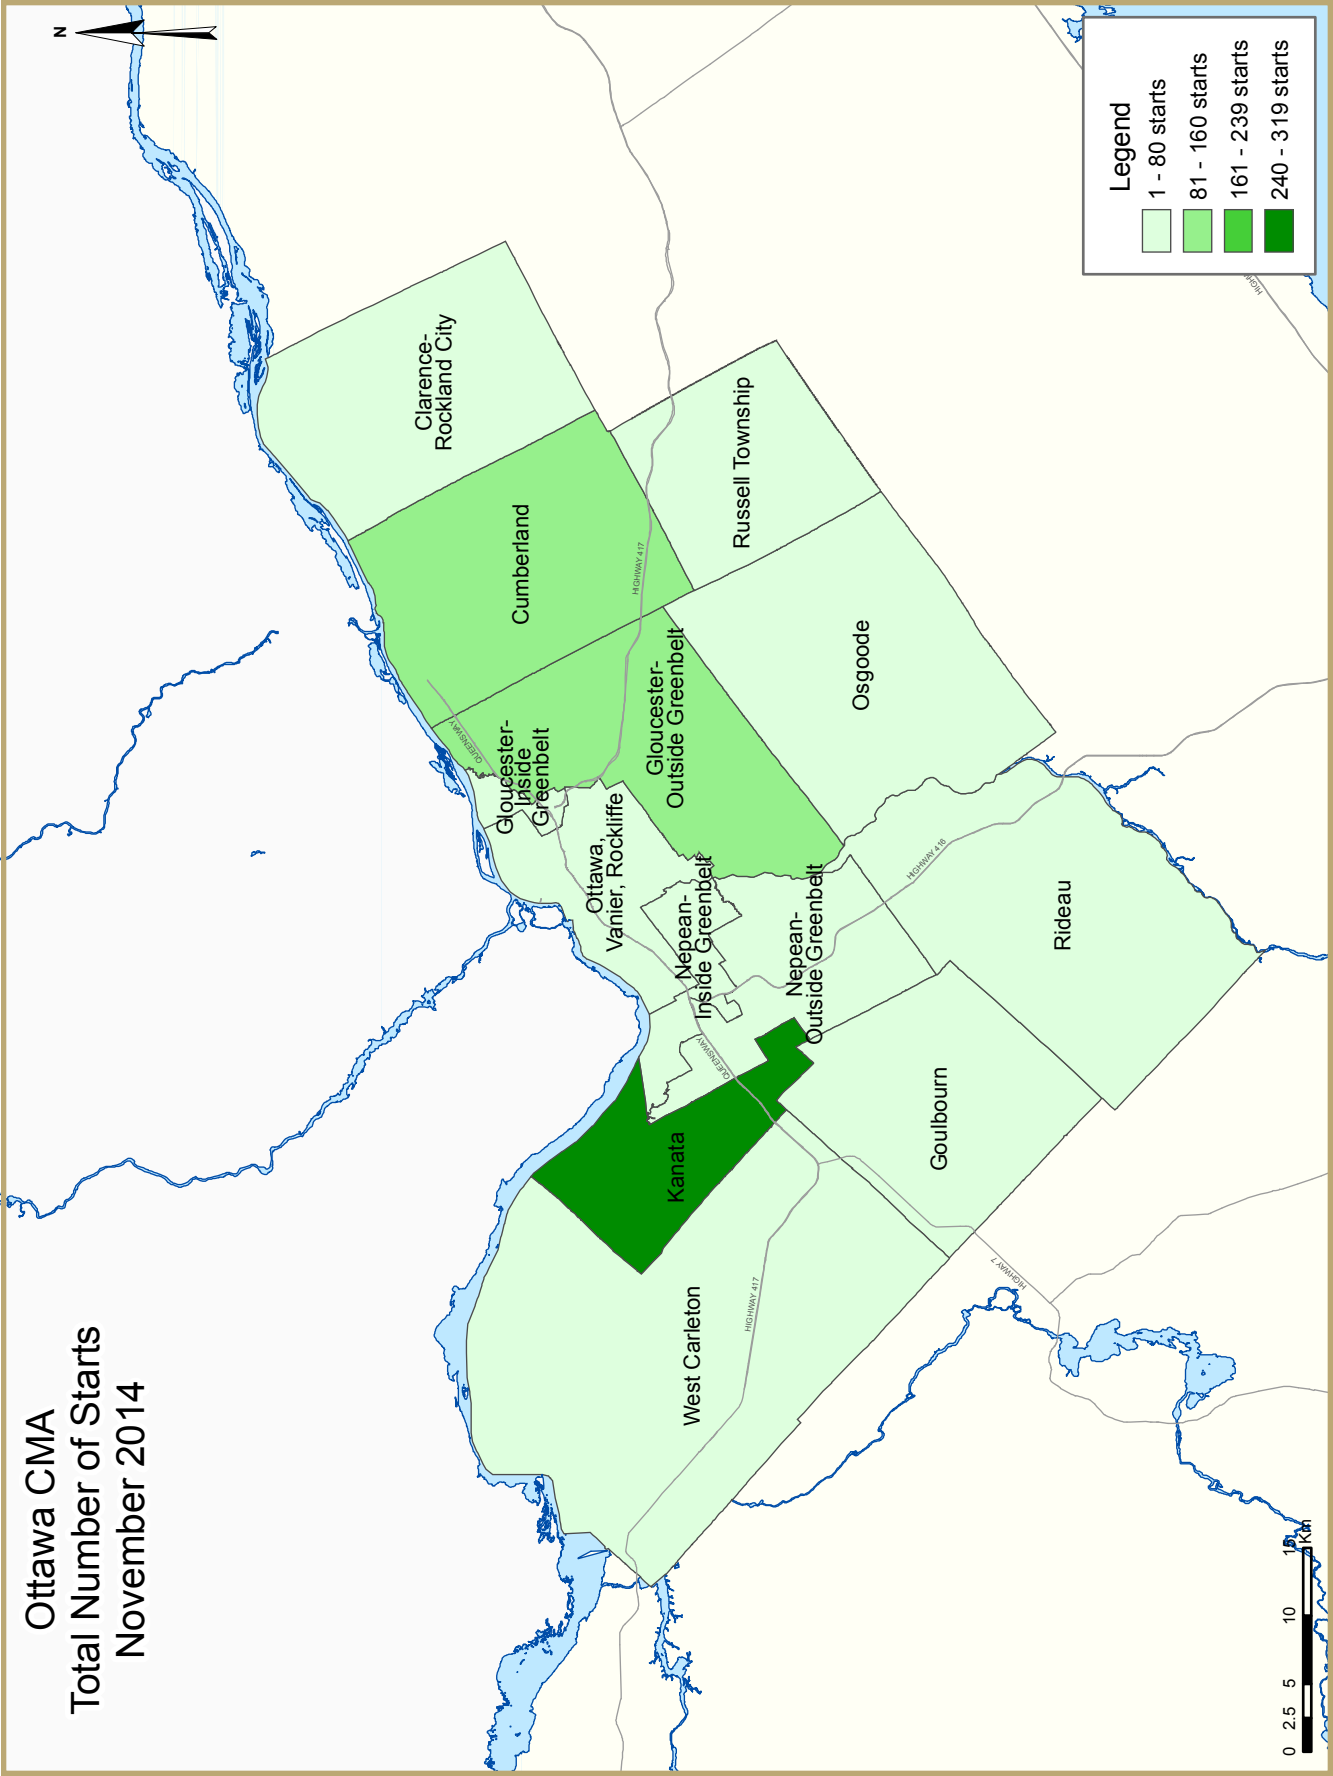 Ottawa CMA
Total Number of Starts
November 2014
N
Clarence-
Rockland City
Cumberland
Russell Township
HIGHWAY 417
QUEENSWAY
Gloucester-
Inside
Greenbelt
Gloucester-
Outside Greenbelt
Osgoode
Ottawa,
Vanier, Rockliffe
Nepean-
Inside Greenbelt
Nepean-
Outside Greenbelt
HIGHWAY 416
Rideau
QUEENSWAY
Kanata
Goulbourn
West Carleton
HIGHWAY 417
HIGHWAY 7
Legend
1 - 80 starts
81 - 160 starts
161 - 239 starts
240 - 319 starts
0 2.5 5 10 15
Km